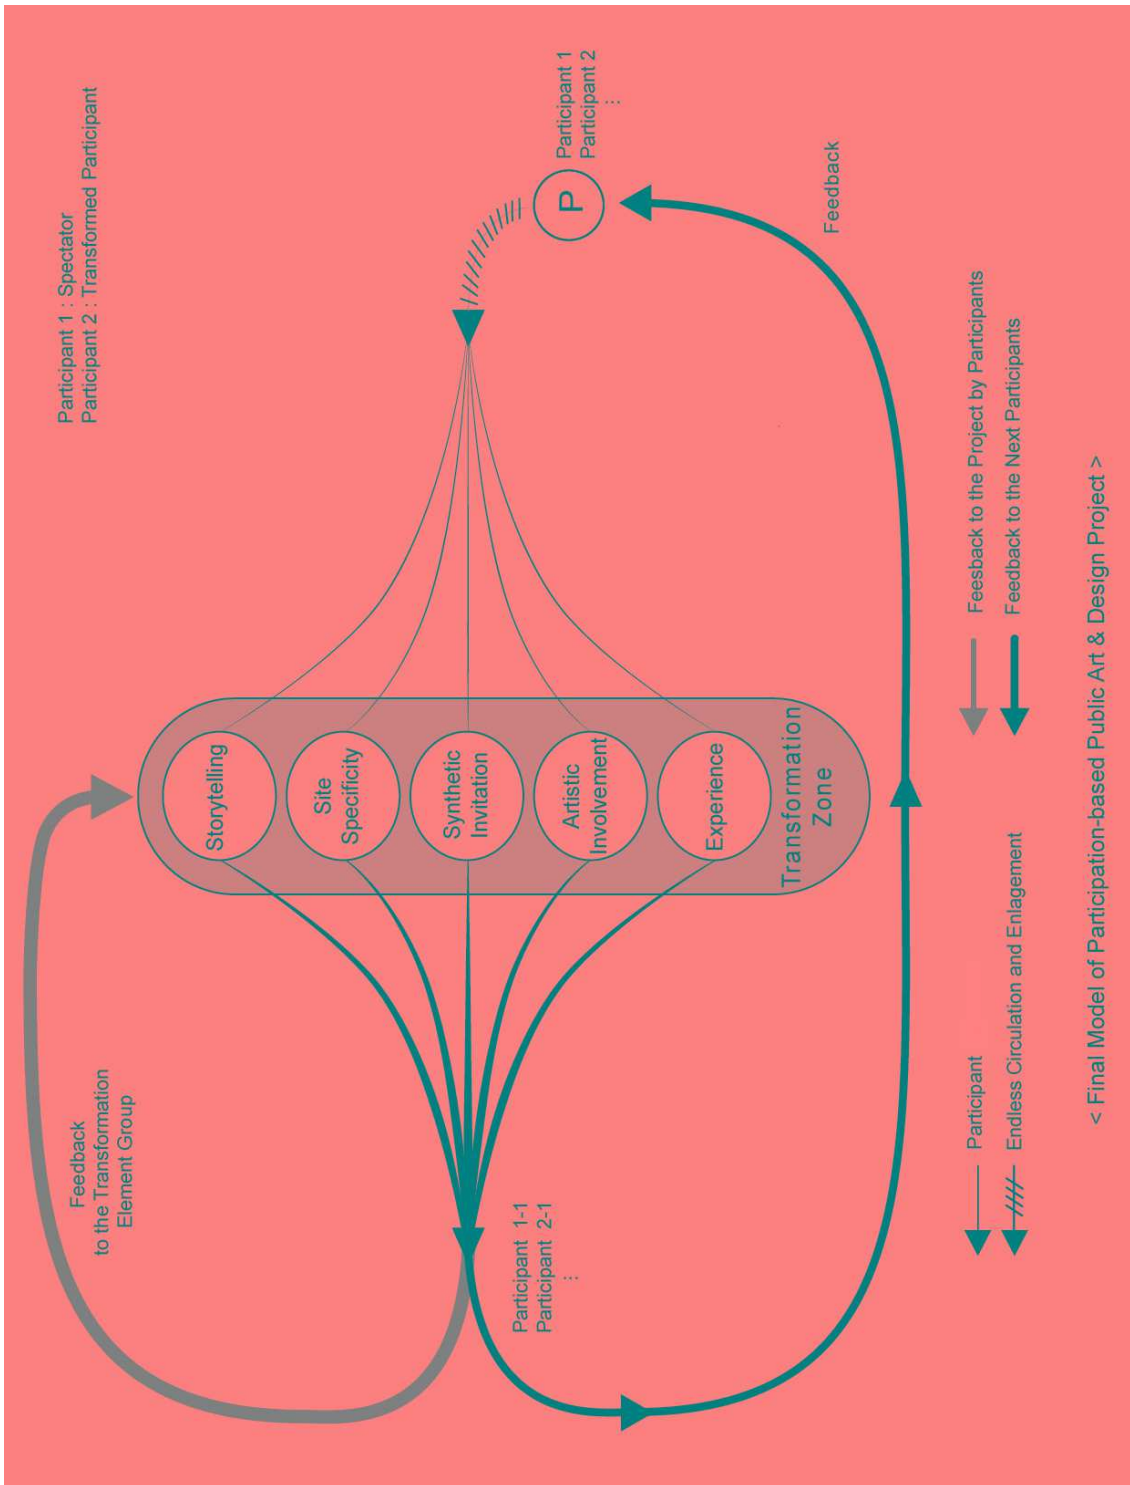 Participant 1 : Spectator
Participant 2 : Transformed Participant
Feedback
to the Transformation
Element Group
Storytelling
Site
Specificity
Synthetic
Invitation
Artistic
Involvement
Experience
Transformation
Zone
Participant 1-1
Participant 2-1
⋮
P
Participant 1
Participant 2
⋮
Feedback
Participant
Endless Circulation and Enlagement
Feesback to the Project by Participants
Feedback to the Next Participants
< Final Model of Participation-based Public Art & Design Project >